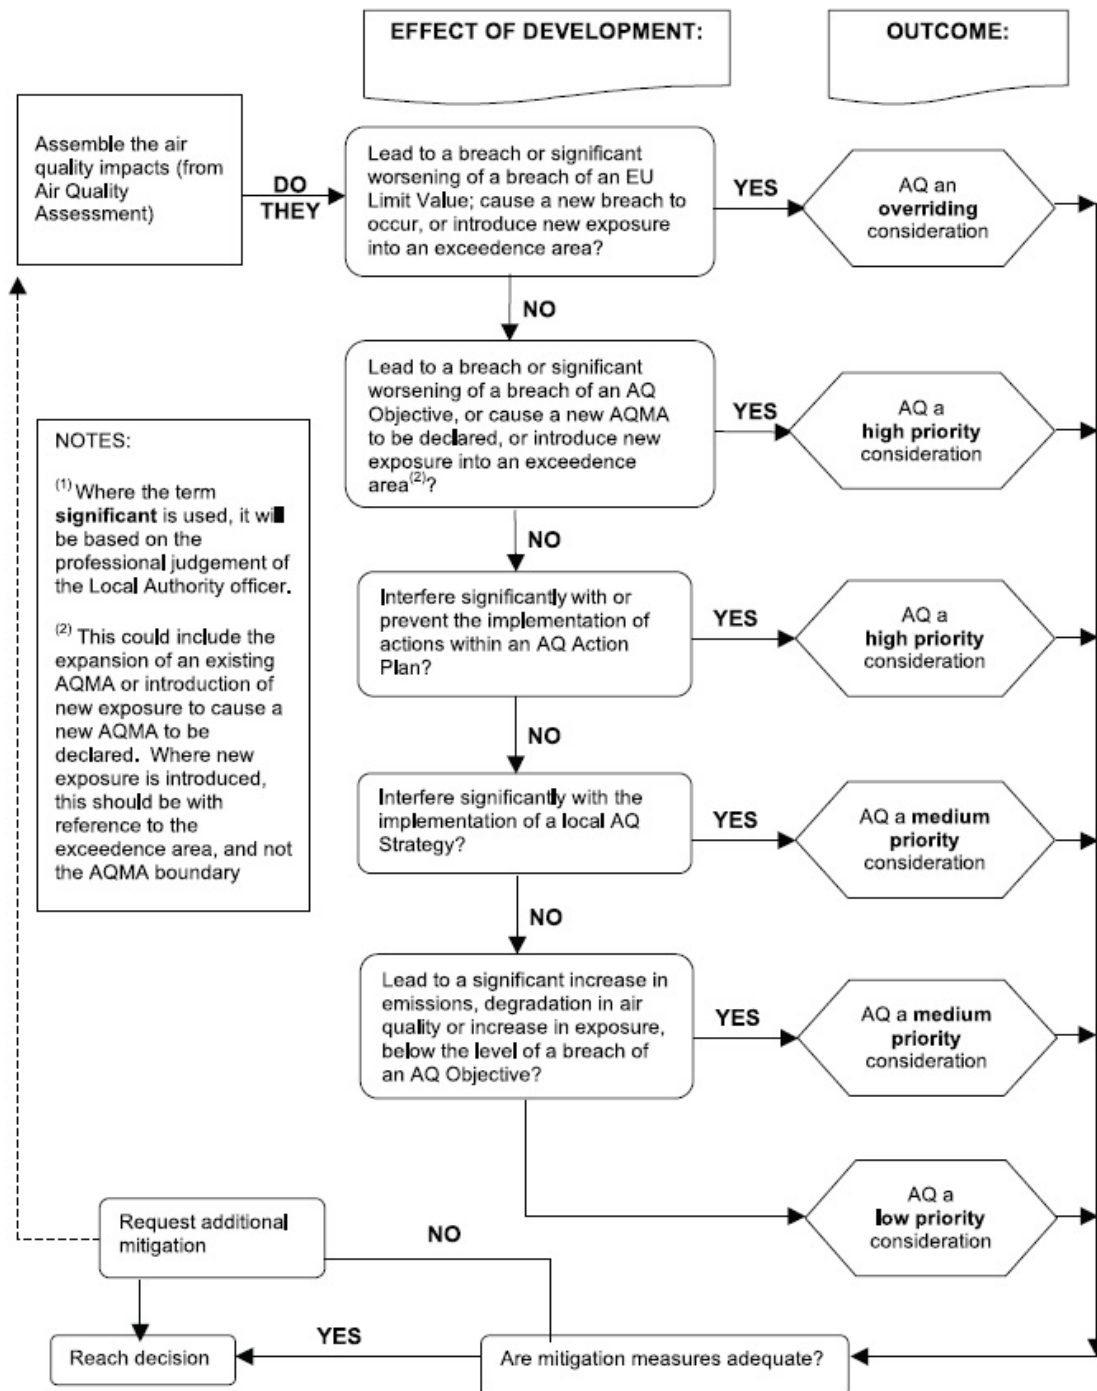 EFFECT OF DEVELOPMENT:
OUTCOME:
Assemble the air
quality impacts (from
Air Quality
Assessment)
DO
THEY
Lead to a breach or significant
worsening of a breach of an EU
Limit Value; cause a new breach to
occur, or introduce new exposure
into an exceedence area?
YES
AQ an
overriding
consideration
NO
Lead to a breach or significant
worsening of a breach of an AQ
Objective, or cause a new AQMA
to be declared, or introduce new
exposure into an exceedence
area(2)?
YES
AQ a
high priority
consideration
NOTES:
(1) Where the term
significant is used, it will
be based on the
professional judgement of
the Local Authority officer.
(2) This could include the
expansion of an existing
AQMA or introduction of
new exposure to cause a
new AQMA to be
declared. Where new
exposure is introduced,
this should be with
reference to the
exceedence area, and not
the AQMA boundary
NO
Interfere significantly with or
prevent the implementation of
actions within an AQ Action
Plan?
YES
AQ a
high priority
consideration
NO
Interfere significantly with the
implementation of a local AQ
Strategy?
YES
AQ a medium
priority
consideration
NO
Lead to a significant increase in
emissions, degradation in air
quality or increase in exposure,
below the level of a breach of
an AQ Objective?
YES
AQ a medium
priority
consideration
AQ a
low priority
consideration
Request additional
mitigation
NO
Reach decision
YES
Are mitigation measures adequate?